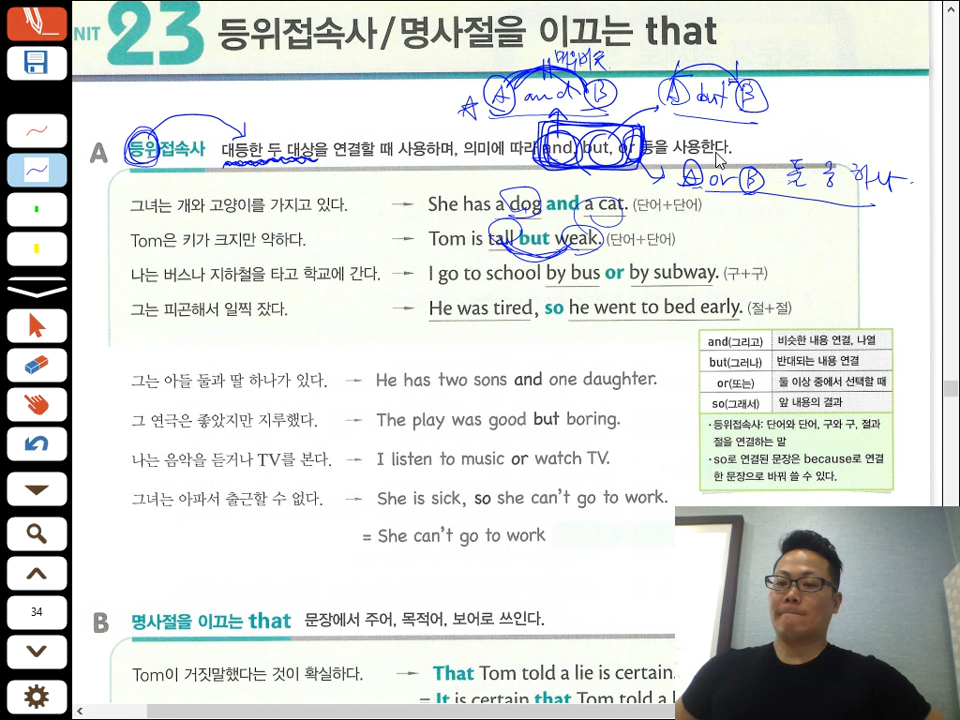 NIT 23 등위접속사/명사절을 이끄는 that
A and B
A but B
A 등위접속사 대등한 두 대상을 연결할 때 사용하며, 의미에 따라 and, but, or 등을 사용한다.
A or B 둘 중 하나.
그녀는 개와 고양이를 가지고 있다. → She has a dog and a cat. (단어+단어)
Tom은 키가 크지만 약하다. → Tom is tall but weak. (단어+단어)
나는 버스나 지하철을 타고 학교에 간다. → I go to school by bus or by subway. (구+구)
그는 피곤해서 일찍 잤다. → He was tired, so he went to bed early. (절+절)
and(그리고) 비슷한 내용 연결, 나열
but(그러나) 반대되는 내용 연결
or(또는) 둘 이상 중에서 선택할 때
so(그래서) 앞 내용의 결과
·등위접속사: 단어와 단어, 구와 구, 절과
절을 연결하는 말
·so로 연결된 문장은 because로 연결
한 문장으로 바꿔 쓸 수 있다.
그는 아들 둘과 딸 하나가 있다. → He has two sons and one daughter.
그 연극은 좋았지만 지루했다. → The play was good but boring.
나는 음악을 듣거나 TV를 본다. → I listen to music or watch TV.
그녀는 아파서 출근할 수 없다. → She is sick, so she can't go to work.
= She can't go to work
B 명사절을 이끄는 that 문장에서 주어, 목적어, 보어로 쓰인다.
Tom이 거짓말했다는 것이 확실하다. → That Tom told a lie is certain.
= It is certain that Tom told a
34